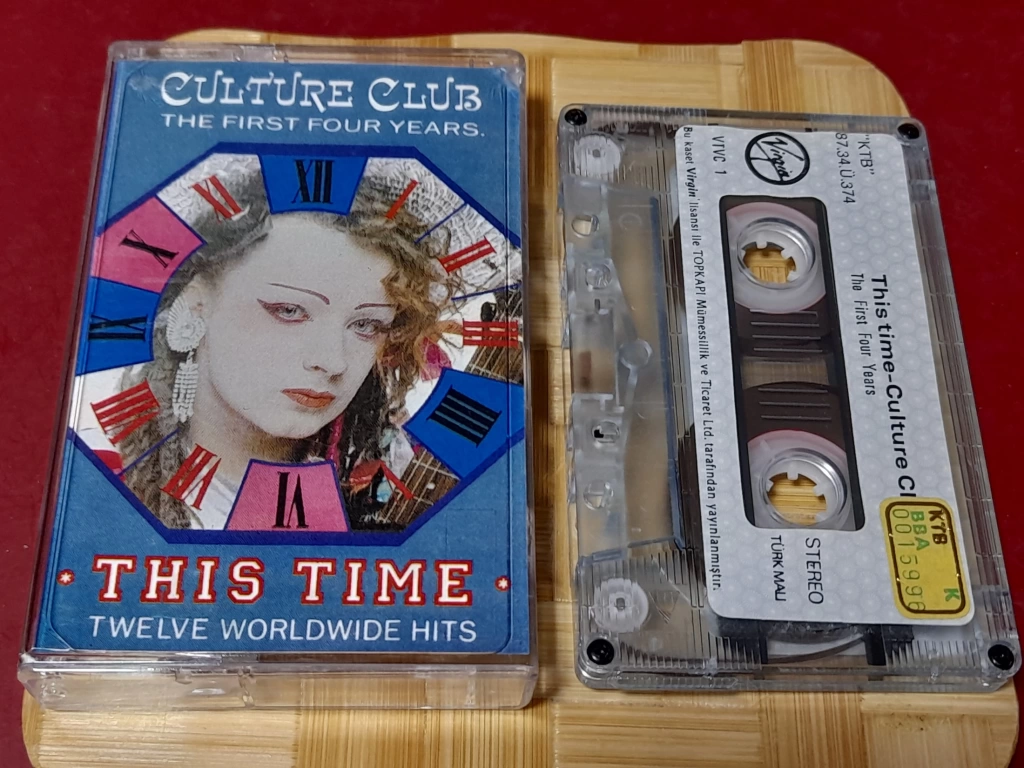 CULTURE CLUB
THE FIRST FOUR YEARS.
XII
I
II
III
IIII
V
VI
VII
VIII
IX
X
XI
THIS TIME
TWELVE WORLDWIDE HITS
"KTB"
87.34.Ü.374
Virgin
VTVC 1
This time-Culture Cl
The First Four Years
Bu kaset Virgin lisansı ile TOPKAPI Mümessillik ve Ticaret Ltd. tarafından yayınlanmıştır.
STEREO
TÜRK MALI
KTB K
BBA